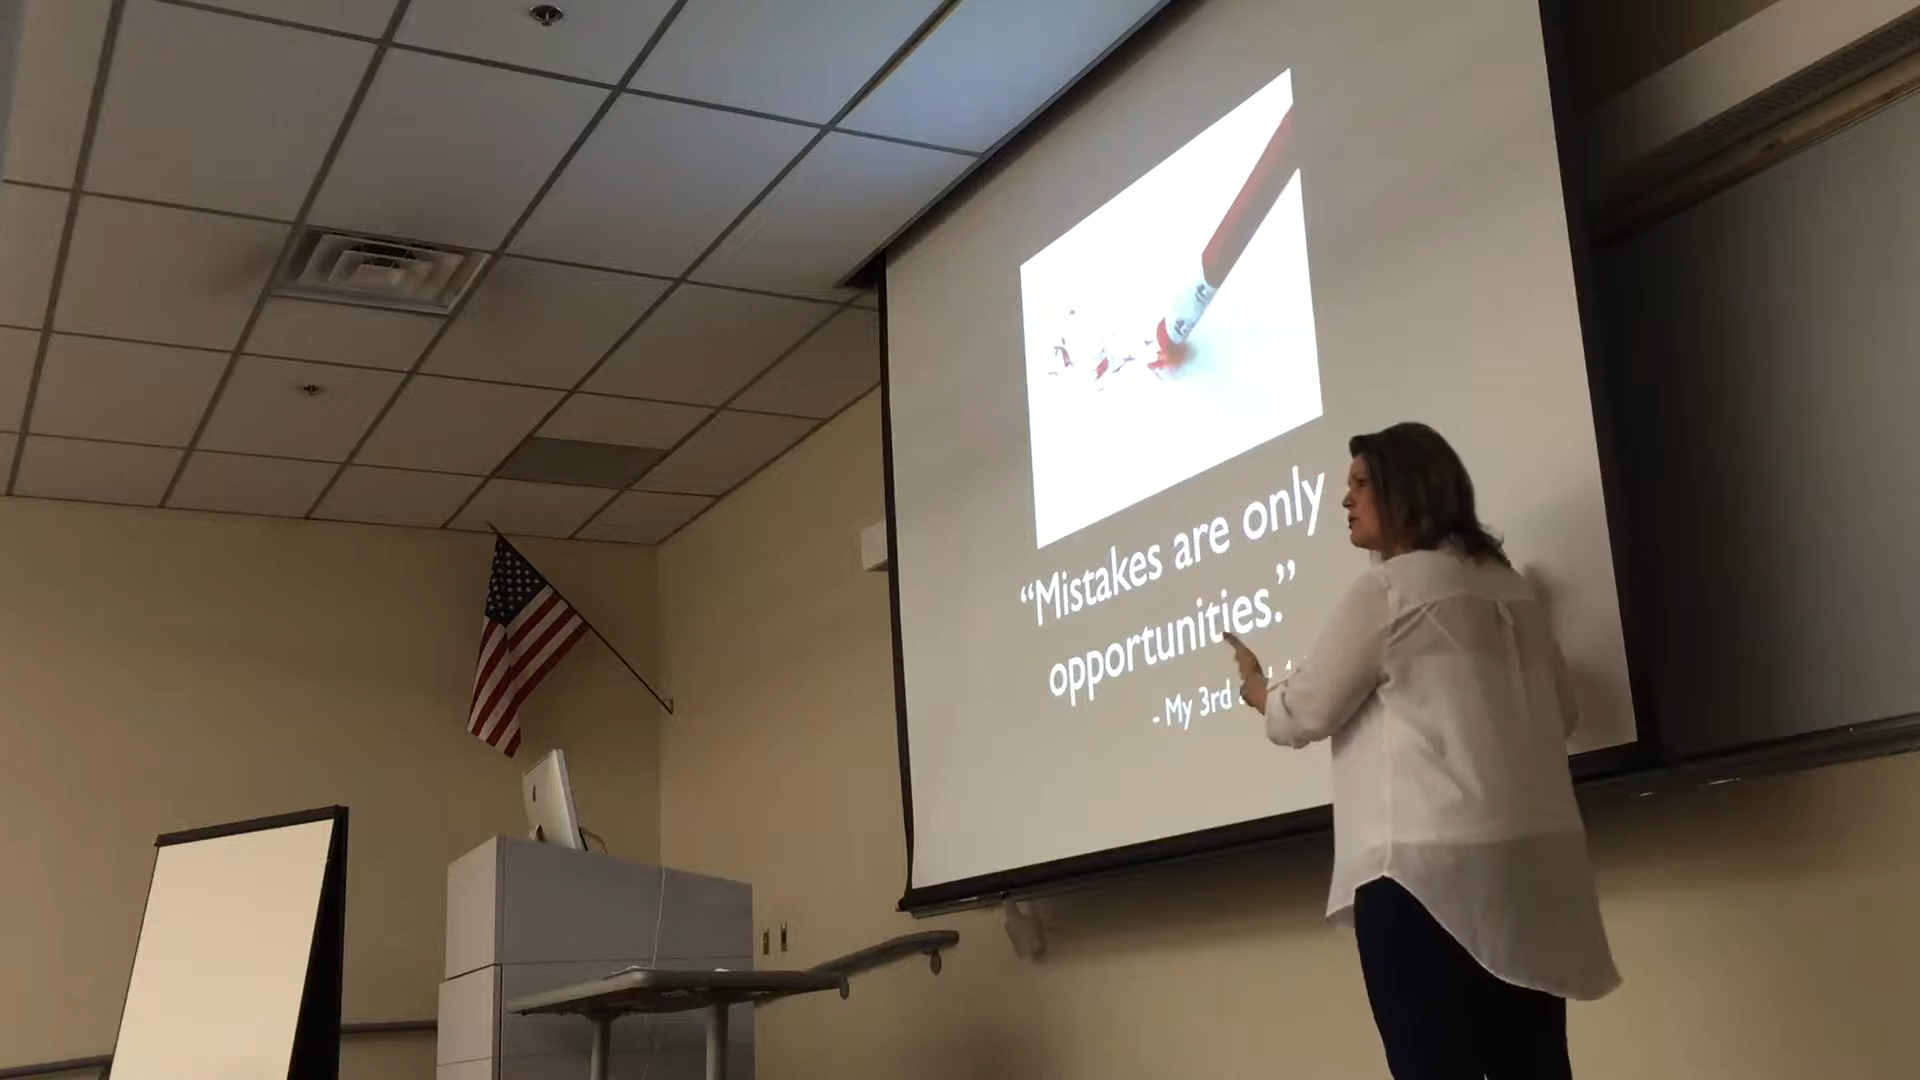 “Mistakes are only
opportunities.”
- My 3rd